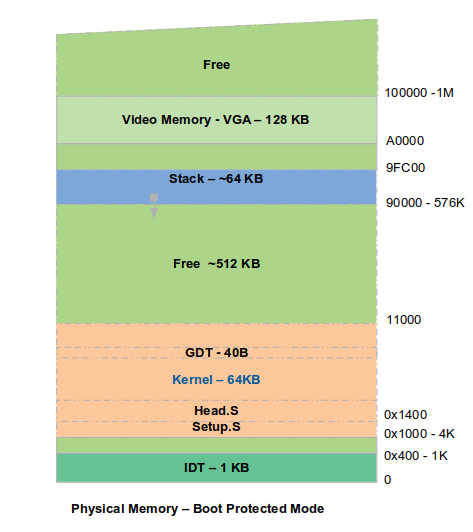 Free
100000 -1M
Video Memory - VGA – 128 KB
A0000
9FC00
Stack – ~64 KB
90000 - 576K
Free ~512 KB
11000
GDT - 40B
Kernel – 64KB
Head.S
0x1400
Setup.S
0x1000 - 4K
0x400 - 1K
IDT – 1 KB
0
Physical Memory – Boot Protected Mode